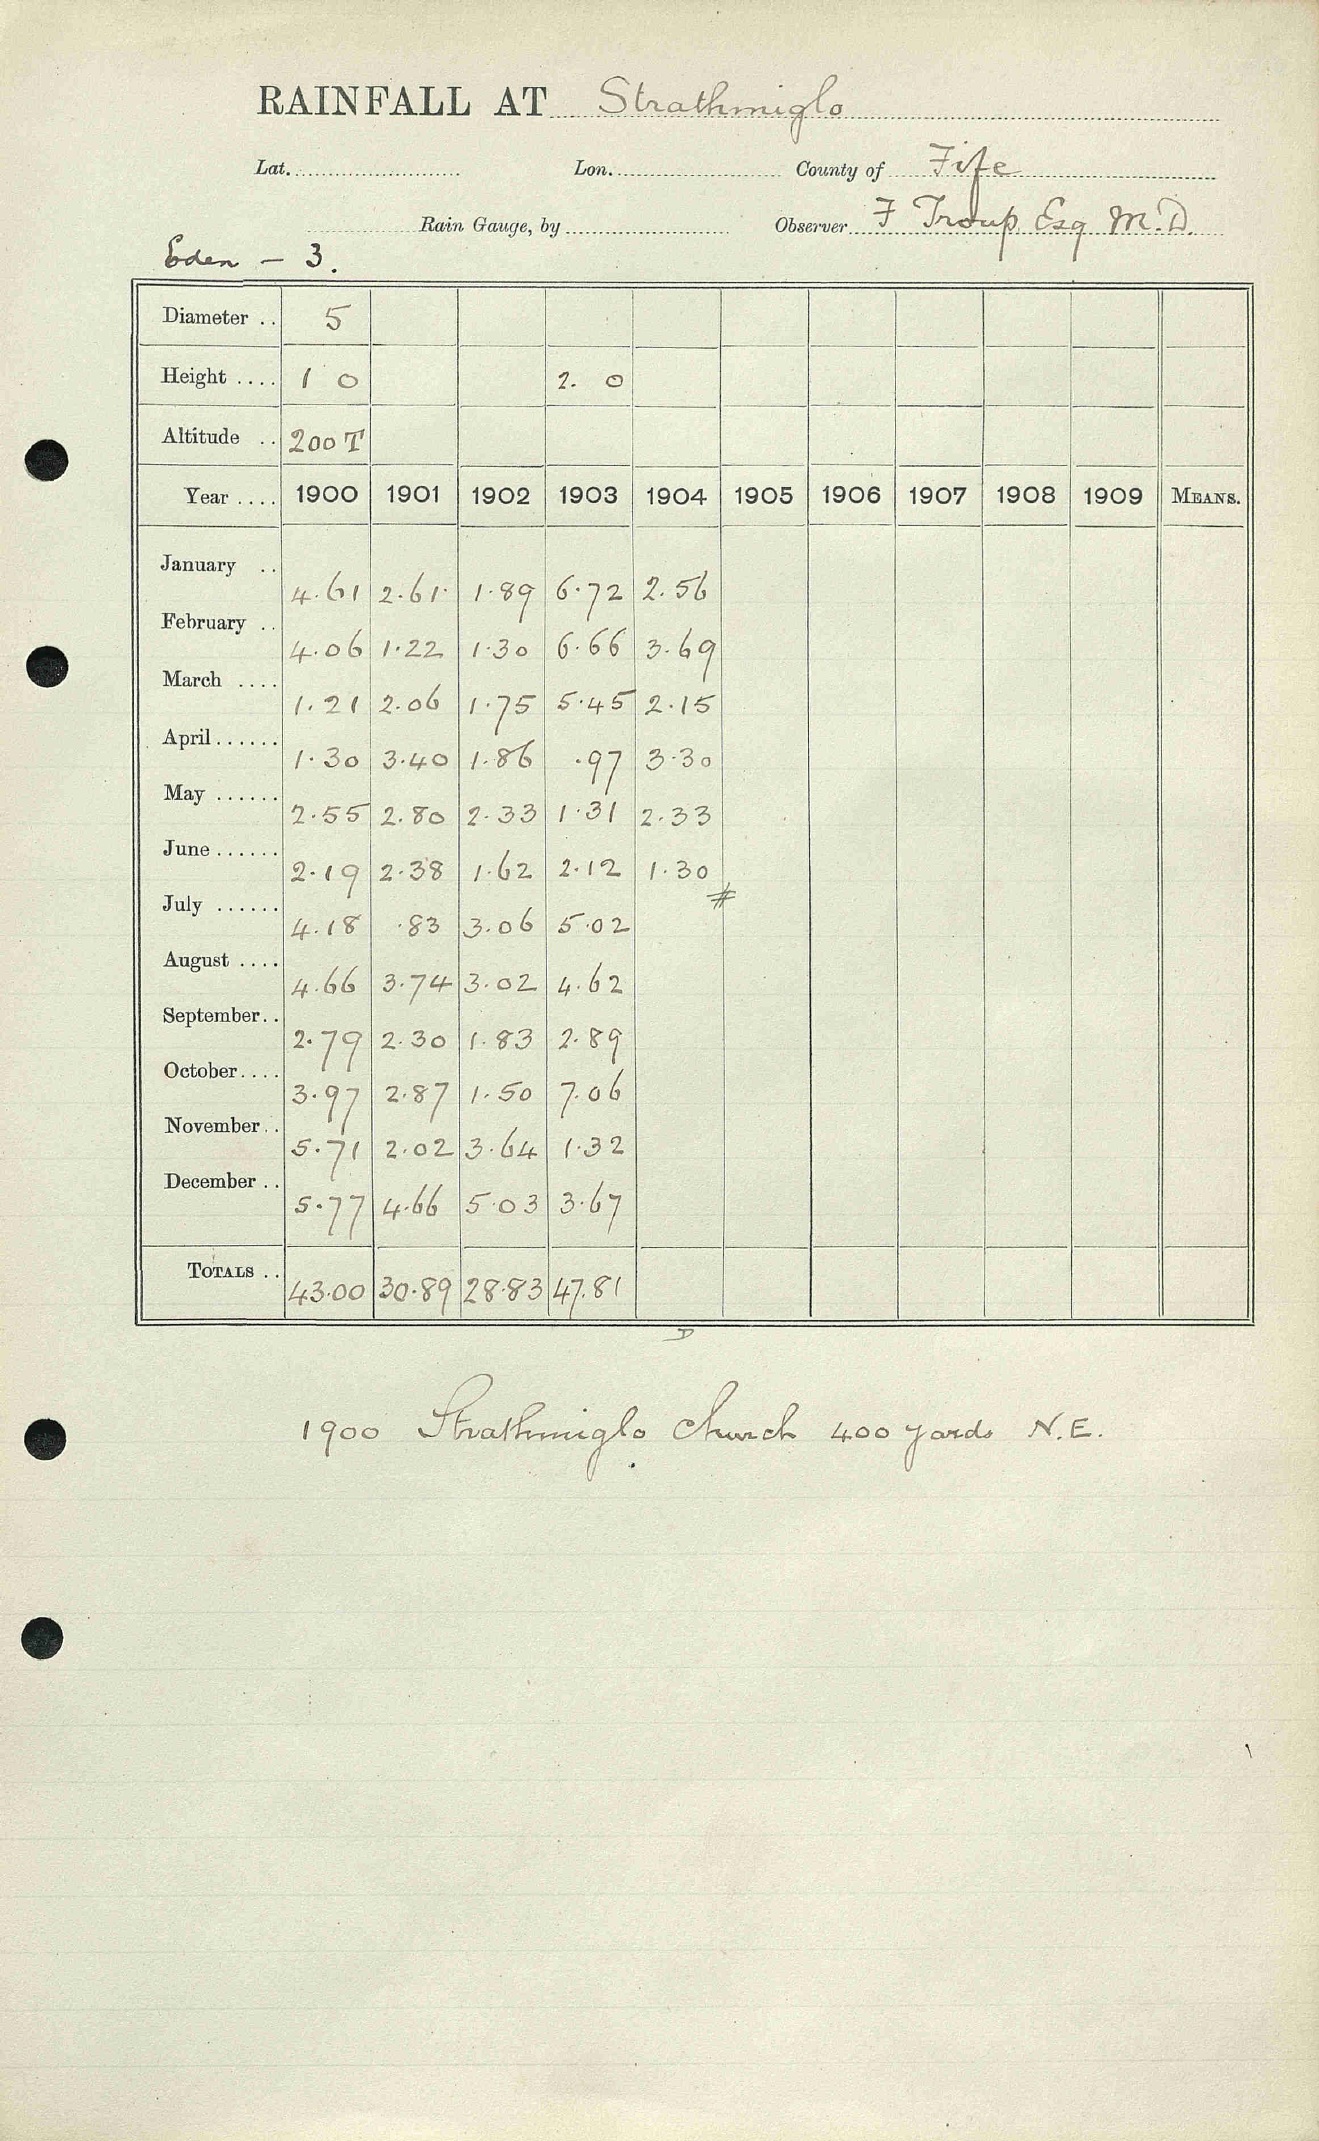 RAINFALL AT Strathmiglo
Lat. Lon. County of Fife
Rain Gauge, by Observer F Troup Esq M.D.
Eden – 3.
Diameter .. 5
Height .... 1 0 2. 0
Altitude .. 200 T
Year .... 1900 1901 1902 1903 1904 1905 1906 1907 1908 1909 MEANS.
January .. 4.61 2.61 1.89 6.72 2.56
February .. 4.06 1.22 1.30 6.66 3.69
March .... 1.21 2.06 1.75 5.45 2.15
April...... 1.30 3.40 1.86 .97 3.30
May ...... 2.55 2.80 2.33 1.31 2.33
June...... 2.19 2.38 1.62 2.12 1.30
#
July ...... 4.18 .83 3.06 5.02
August .... 4.66 3.74 3.02 4.62
September.. 2.79 2.30 1.83 2.89
October.... 3.97 2.87 1.50 7.06
November.. 5.71 2.02 3.64 1.32
December .. 5.77 4.66 5.03 3.67
TOTALS .. 43.00 30.89 28.83 47.81
D
1900 Strathmiglo Church 400 yards N.E.